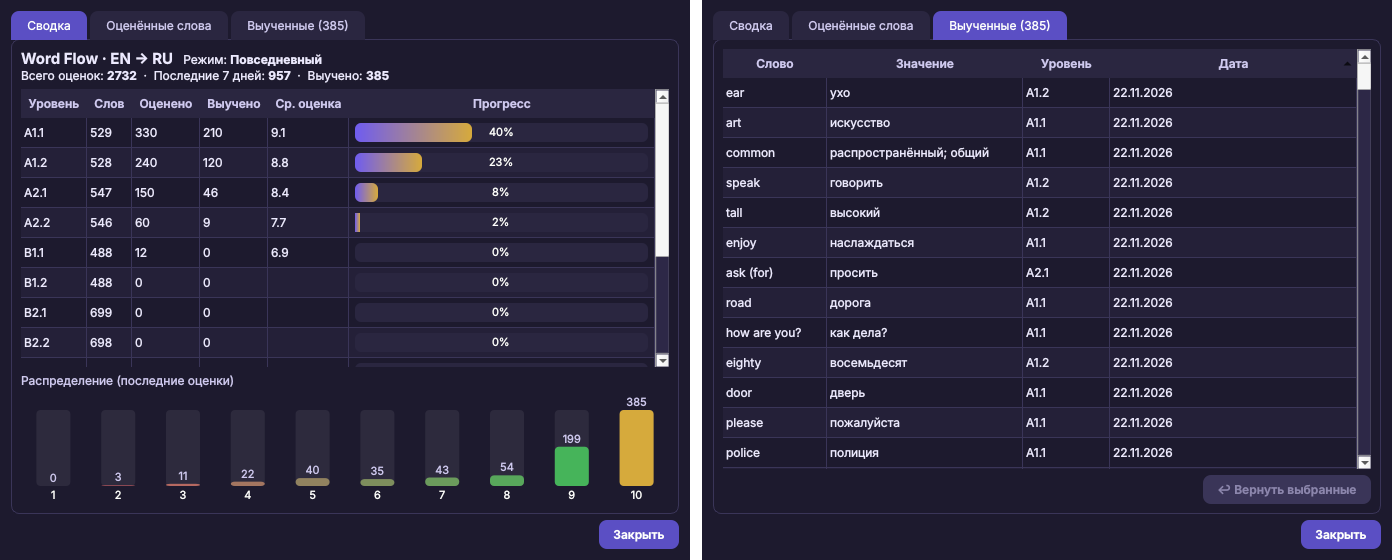 Сводка Оценённые слова Выученные (385)
Word Flow · EN → RU Режим: Повседневный
Всего оценок: 2732 · Последние 7 дней: 957 · Выучено: 385
Уровень Слов Оценено Выучено Ср. оценка Прогресс
A1.1 529 330 210 9.1 40%
A1.2 528 240 120 8.8 23%
A2.1 547 150 46 8.4 8%
A2.2 546 60 9 7.7 2%
B1.1 488 12 0 6.9 0%
B1.2 488 0 0 0%
B2.1 699 0 0 0%
B2.2 698 0 0 0%
Распределение (последние оценки)
0 3 11 22 40 35 43 54 199 385
1 2 3 4 5 6 7 8 9 10
Закрыть
Сводка Оценённые слова Выученные (385)
Слово Значение Уровень Дата
ear ухо A1.2 22.11.2026
art искусство A1.1 22.11.2026
common распространённый; общий A1.1 22.11.2026
speak говорить A1.2 22.11.2026
tall высокий A1.2 22.11.2026
enjoy наслаждаться A1.1 22.11.2026
ask (for) просить A2.1 22.11.2026
road дорога A1.1 22.11.2026
how are you? как дела? A1.1 22.11.2026
eighty восемьдесят A1.2 22.11.2026
door дверь A1.1 22.11.2026
please пожалуйста A1.1 22.11.2026
police полиция A1.1 22.11.2026
↩ Вернуть выбранные
Закрыть